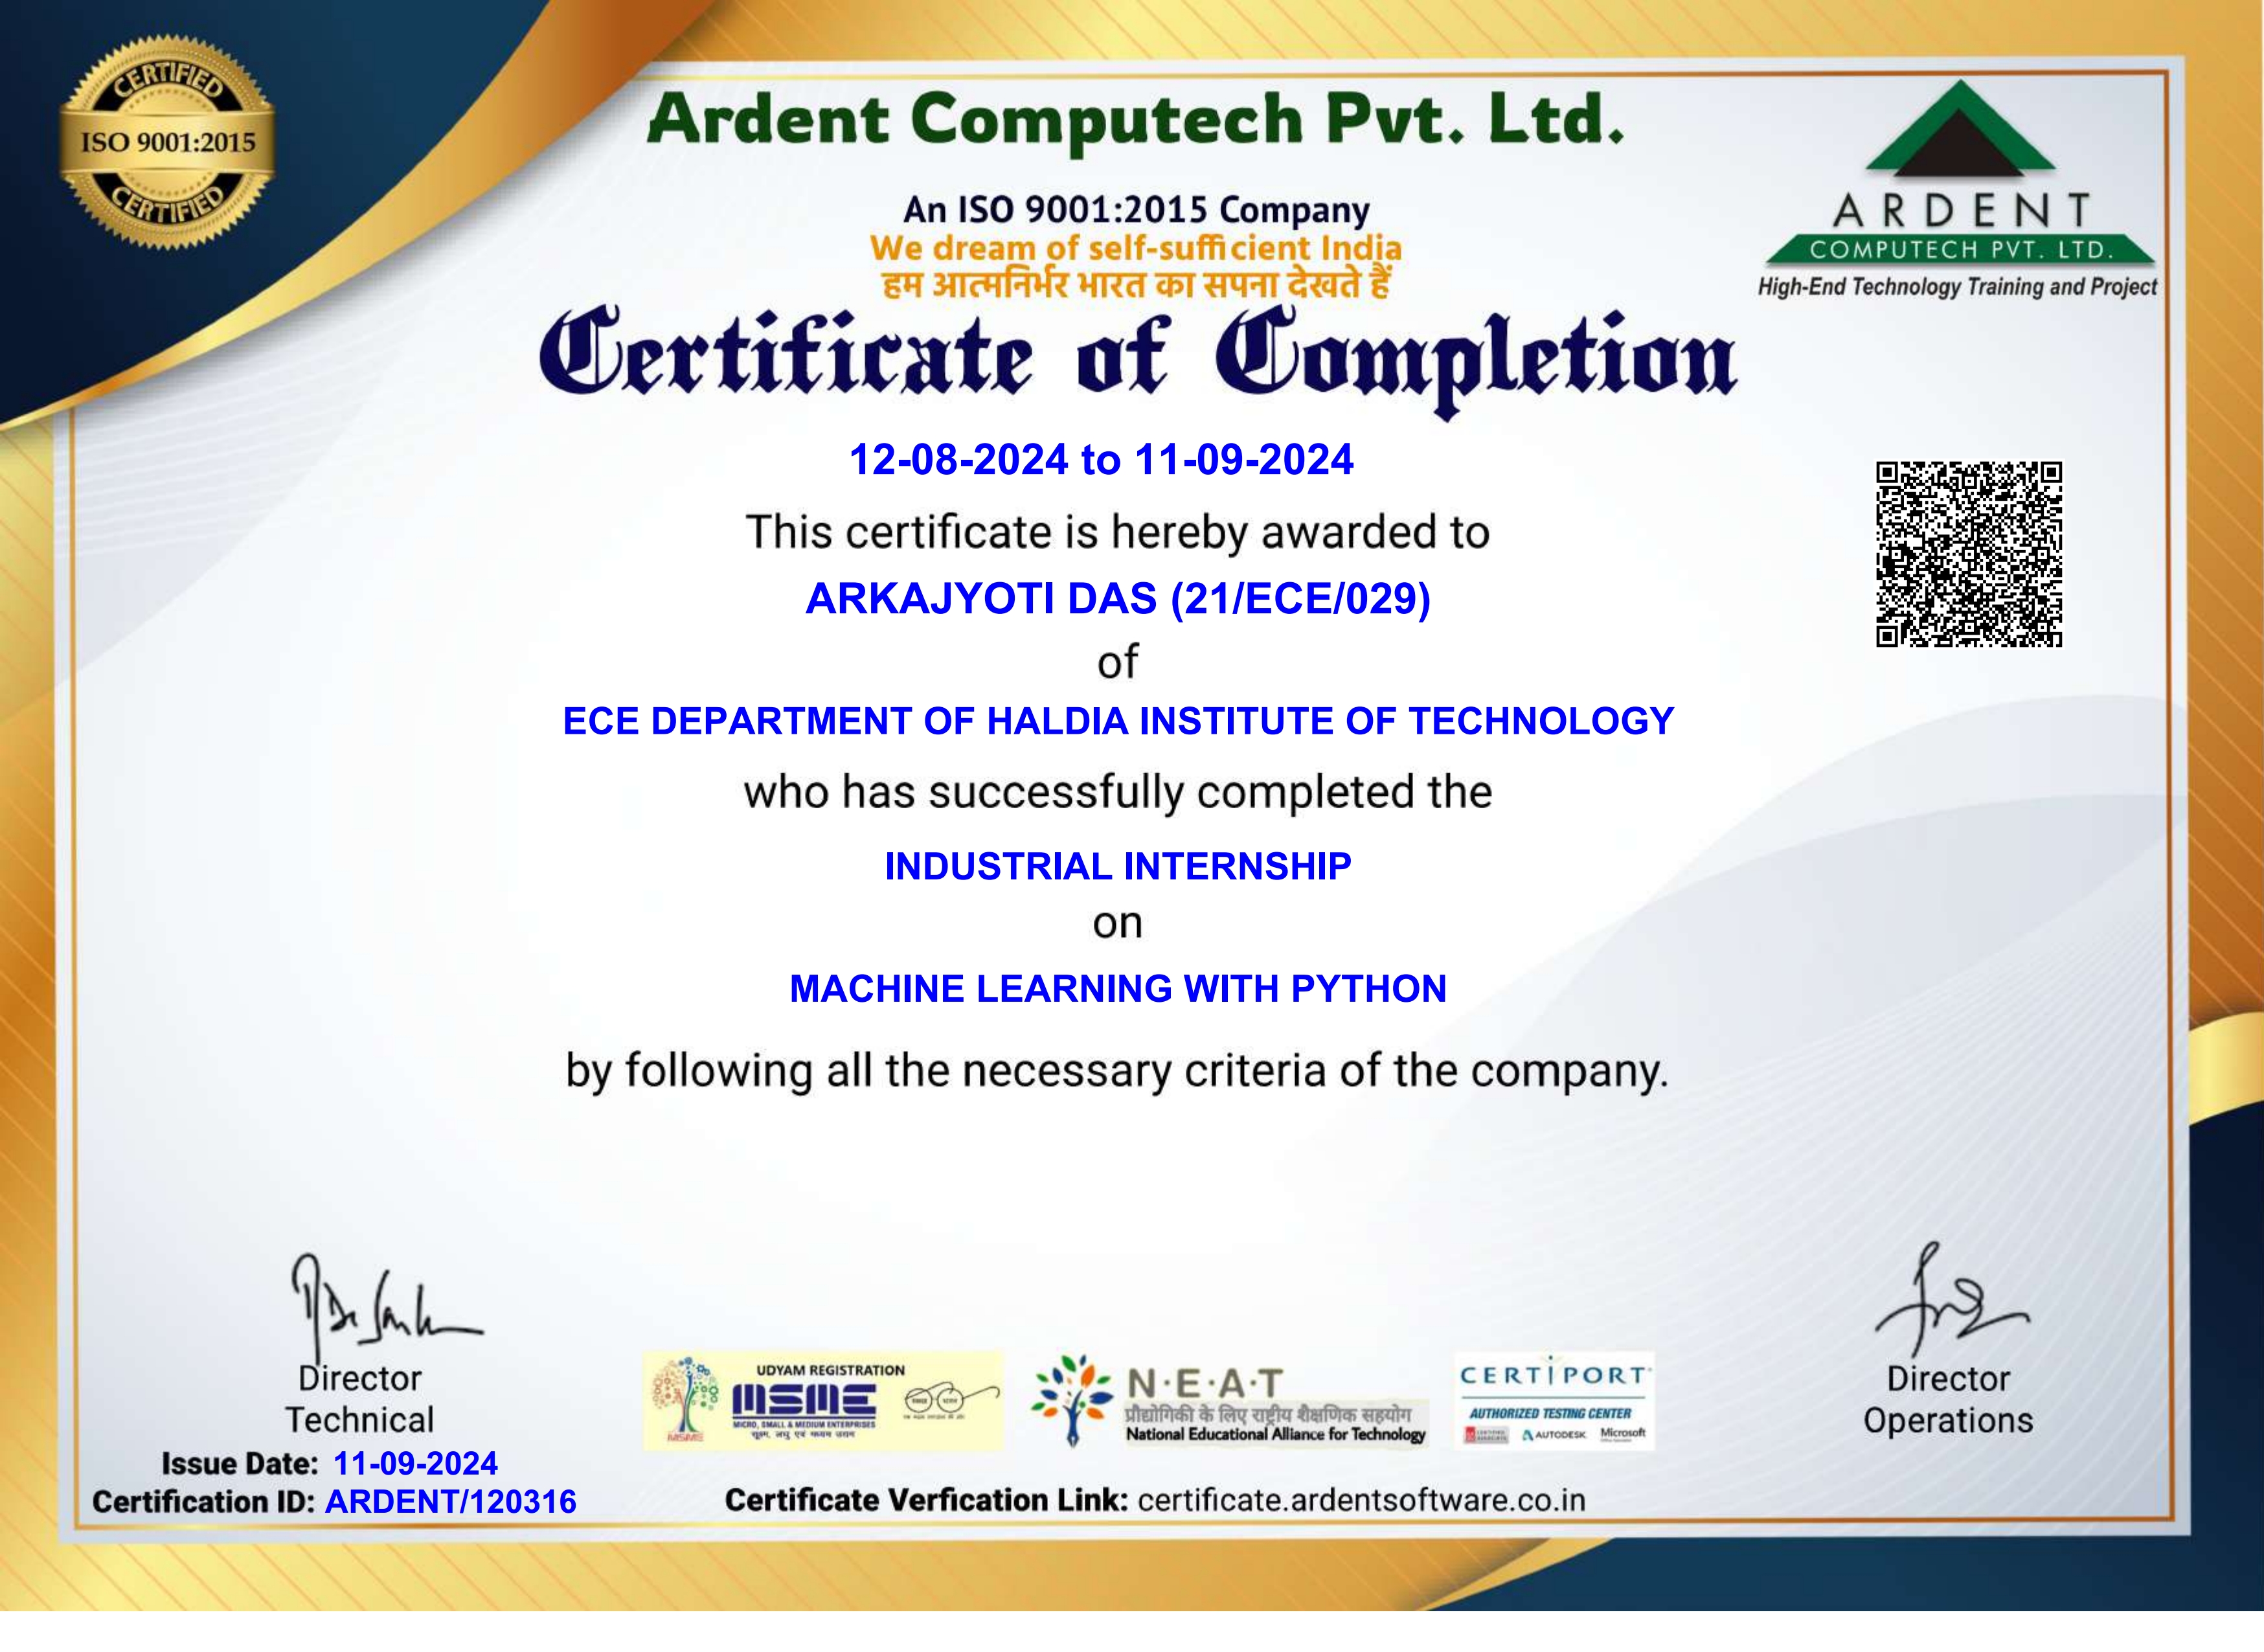 CERTIFIED
ISO 9001:2015
CERTIFIED
Ardent Computech Pvt. Ltd.
An ISO 9001:2015 Company
We dream of self-sufficient India
हम आत्मनिर्भर भारत का सपना देखते हैं
ARDENT
COMPUTECH PVT. LTD.
High-End Technology Training and Project
Certificate of Completion
12-08-2024 to 11-09-2024
This certificate is hereby awarded to
ARKAJYOTI DAS (21/ECE/029)
of
ECE DEPARTMENT OF HALDIA INSTITUTE OF TECHNOLOGY
who has successfully completed the
INDUSTRIAL INTERNSHIP
on
MACHINE LEARNING WITH PYTHON
by following all the necessary criteria of the company.
Director
Technical
Issue Date: 11-09-2024
Certification ID: ARDENT/120316
UDYAM REGISTRATION
MSME
MICRO, SMALL & MEDIUM ENTERPRISES
सूक्ष्म, लघु एवं मध्यम उद्यम
MSME
N·E·A·T
प्रौद्योगिकी के लिए राष्ट्रीय शैक्षणिक सहयोग
National Educational Alliance for Technology
CERTIPORT
AUTHORIZED TESTING CENTER
AUTODESK
Microsoft
Certificate Verfication Link: certificate.ardentsoftware.co.in
Director
Operations